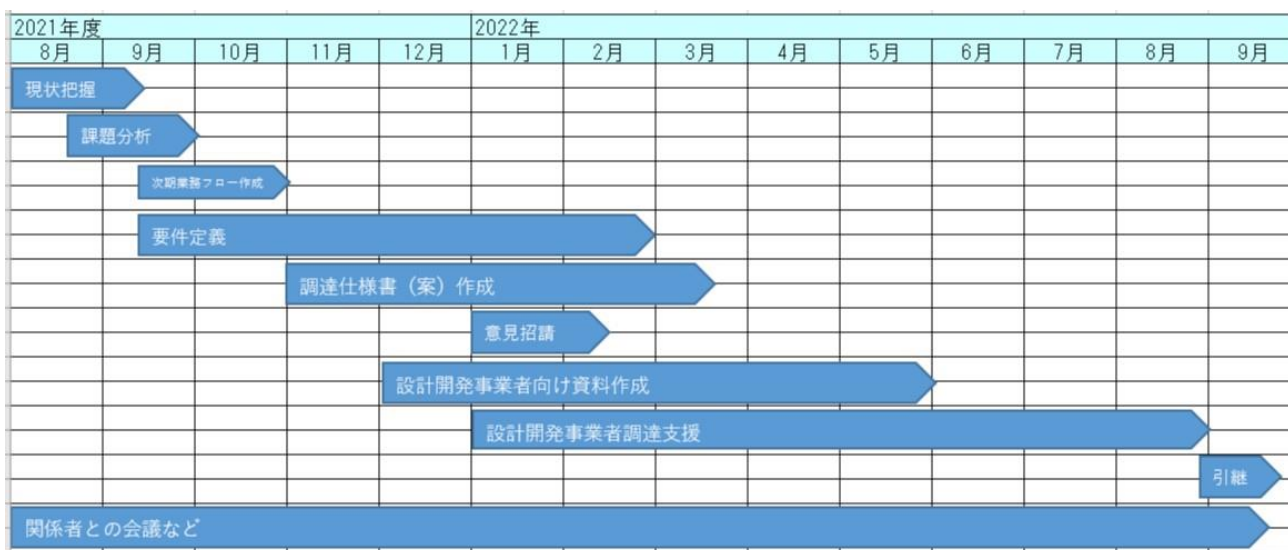 2021年度 2022年
8月 9月 10月 11月 12月 1月 2月 3月 4月 5月 6月 7月 8月 9月
現状把握
課題分析
次期業務フロー作成
要件定義
調達仕様書（案）作成
意見招請
設計開発事業者向け資料作成
設計開発事業者調達支援
引継
関係者との会議など